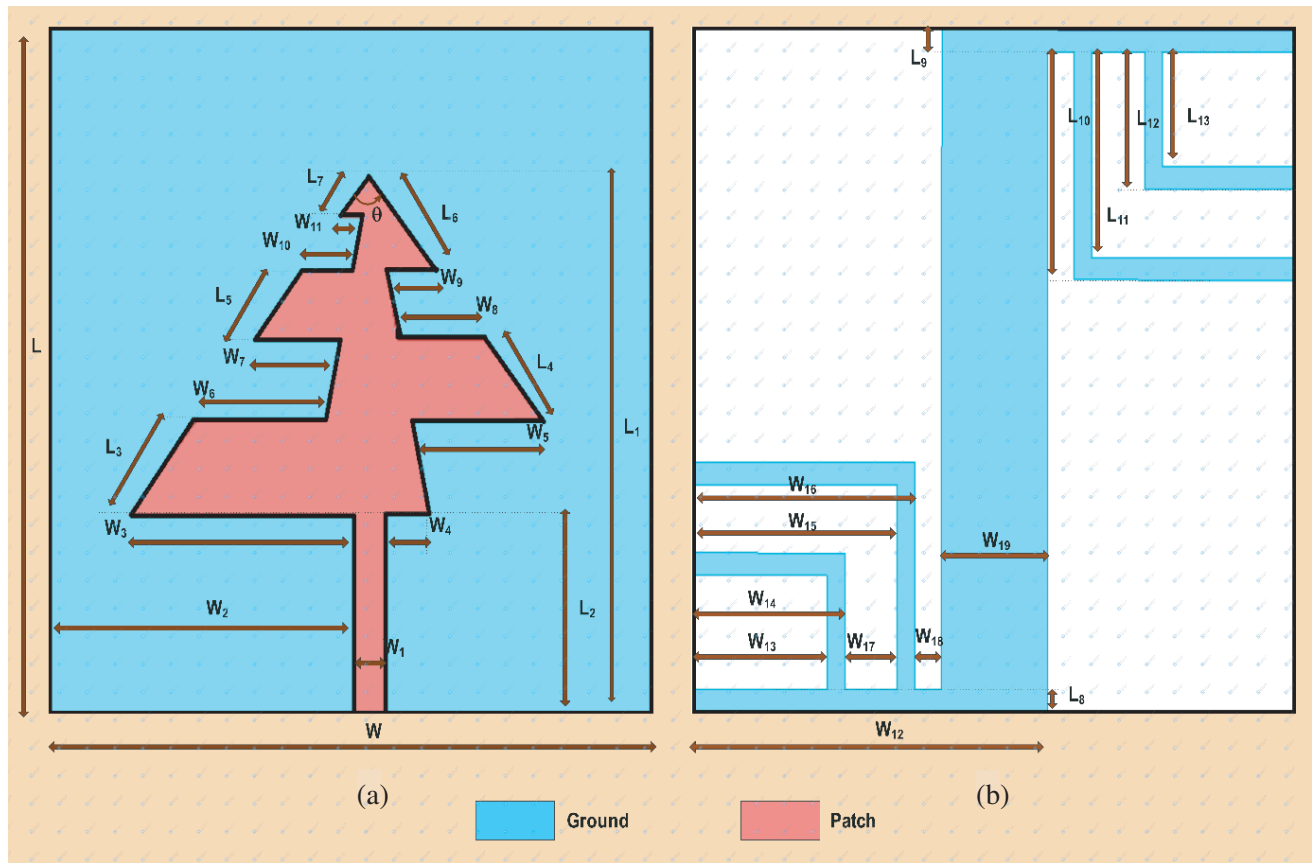 L₇
θ
L₆
W₁₁
W₁₀
W₉
L₅
W₈
W₇
L₄
W₆
L
L₃
W₅
L₁
W₃
W₄
W₂
L₂
W₁
W
(a)
L₉
L₁₀
L₁₂
L₁₃
L₁₁
W₁₆
W₁₅
W₁₉
W₁₄
W₁₃
W₁₇
W₁₈
L₈
W₁₂
(b)
Ground
Patch